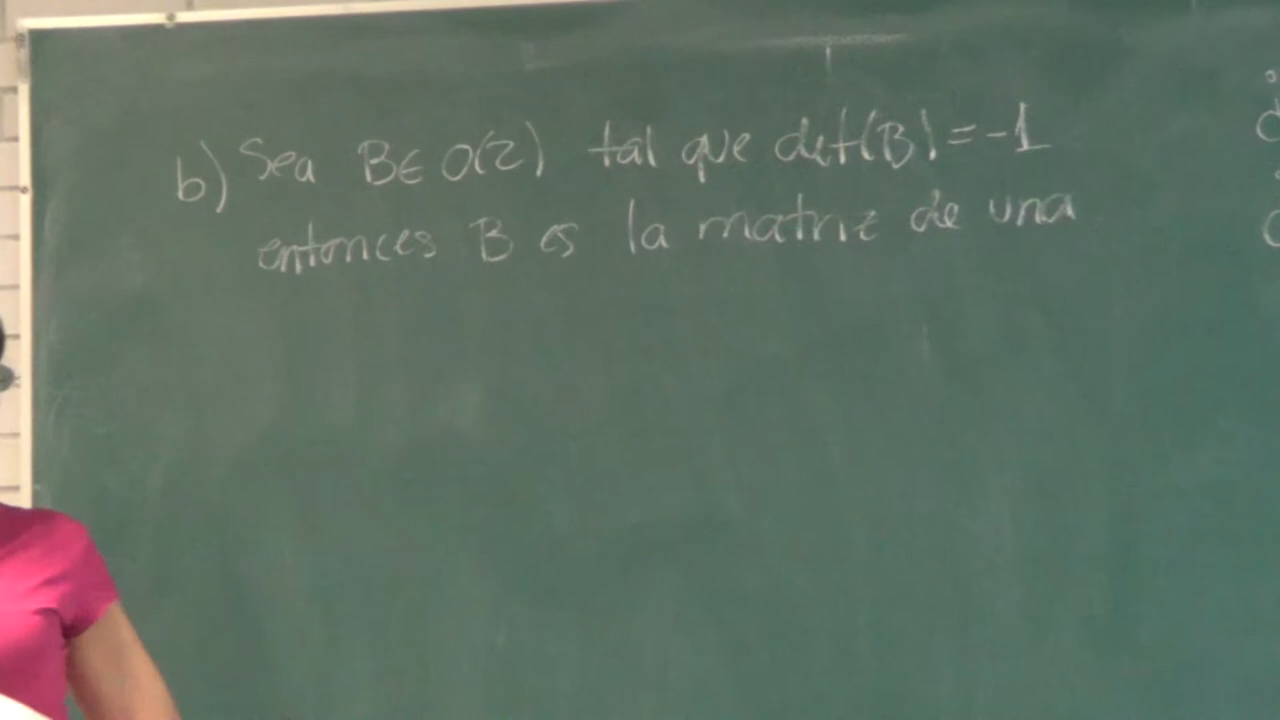 b) Sea B∈O(2) tal que det(B)=-1
entonces B es la matriz de una